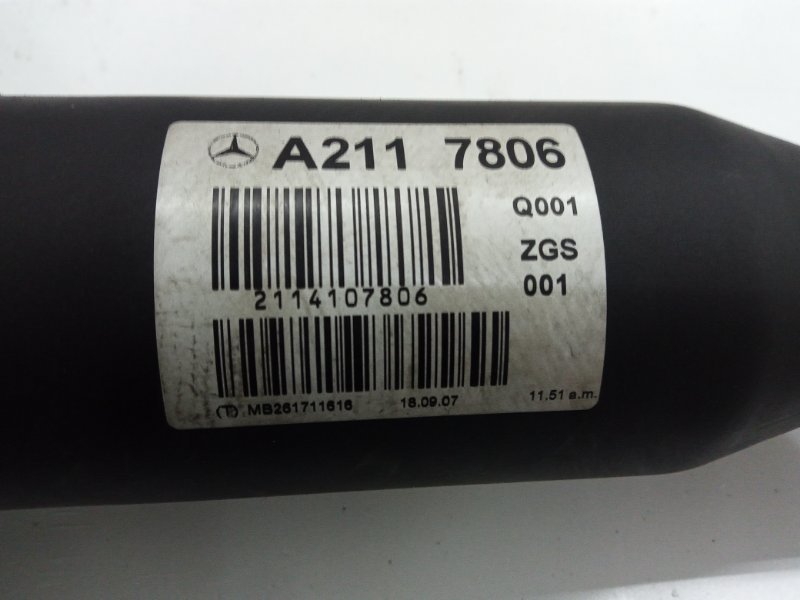 A211 7806
Q001
ZGS
001
2114107806
(T) MB261711616 18.09.07 11.51 a.m.